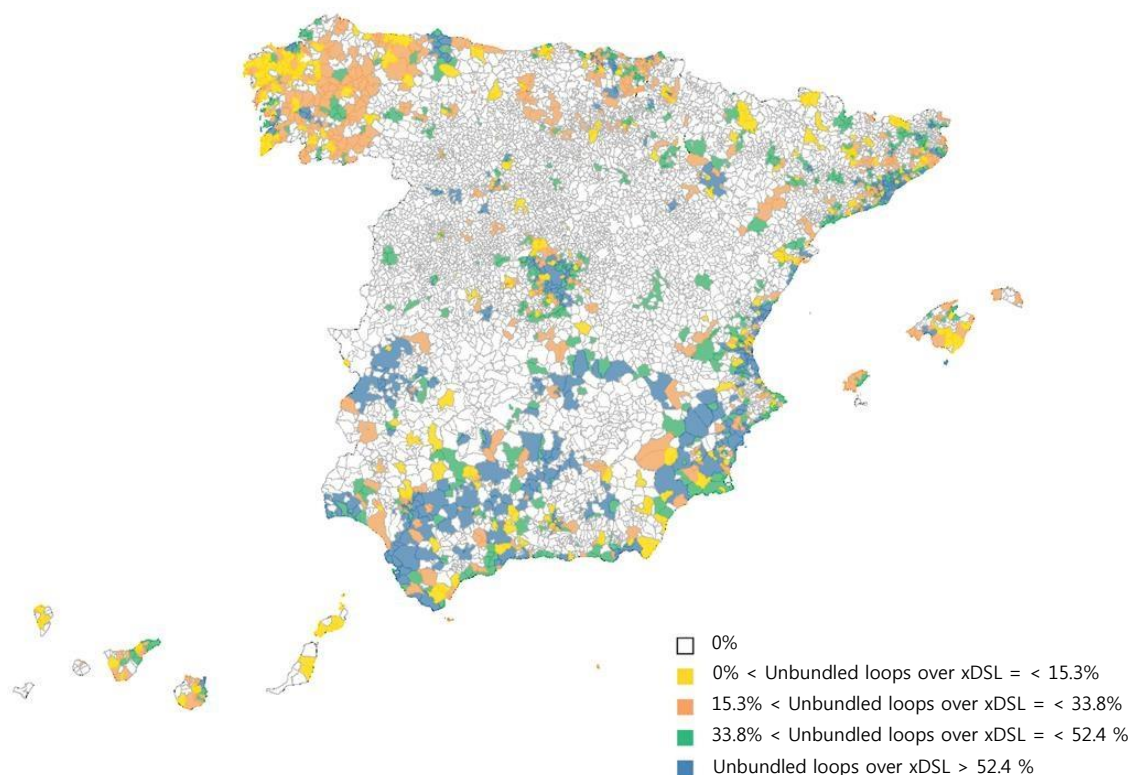 0%
0% < Unbundled loops over xDSL = < 15.3%
15.3% < Unbundled loops over xDSL = < 33.8%
33.8% < Unbundled loops over xDSL = < 52.4 %
Unbundled loops over xDSL > 52.4 %